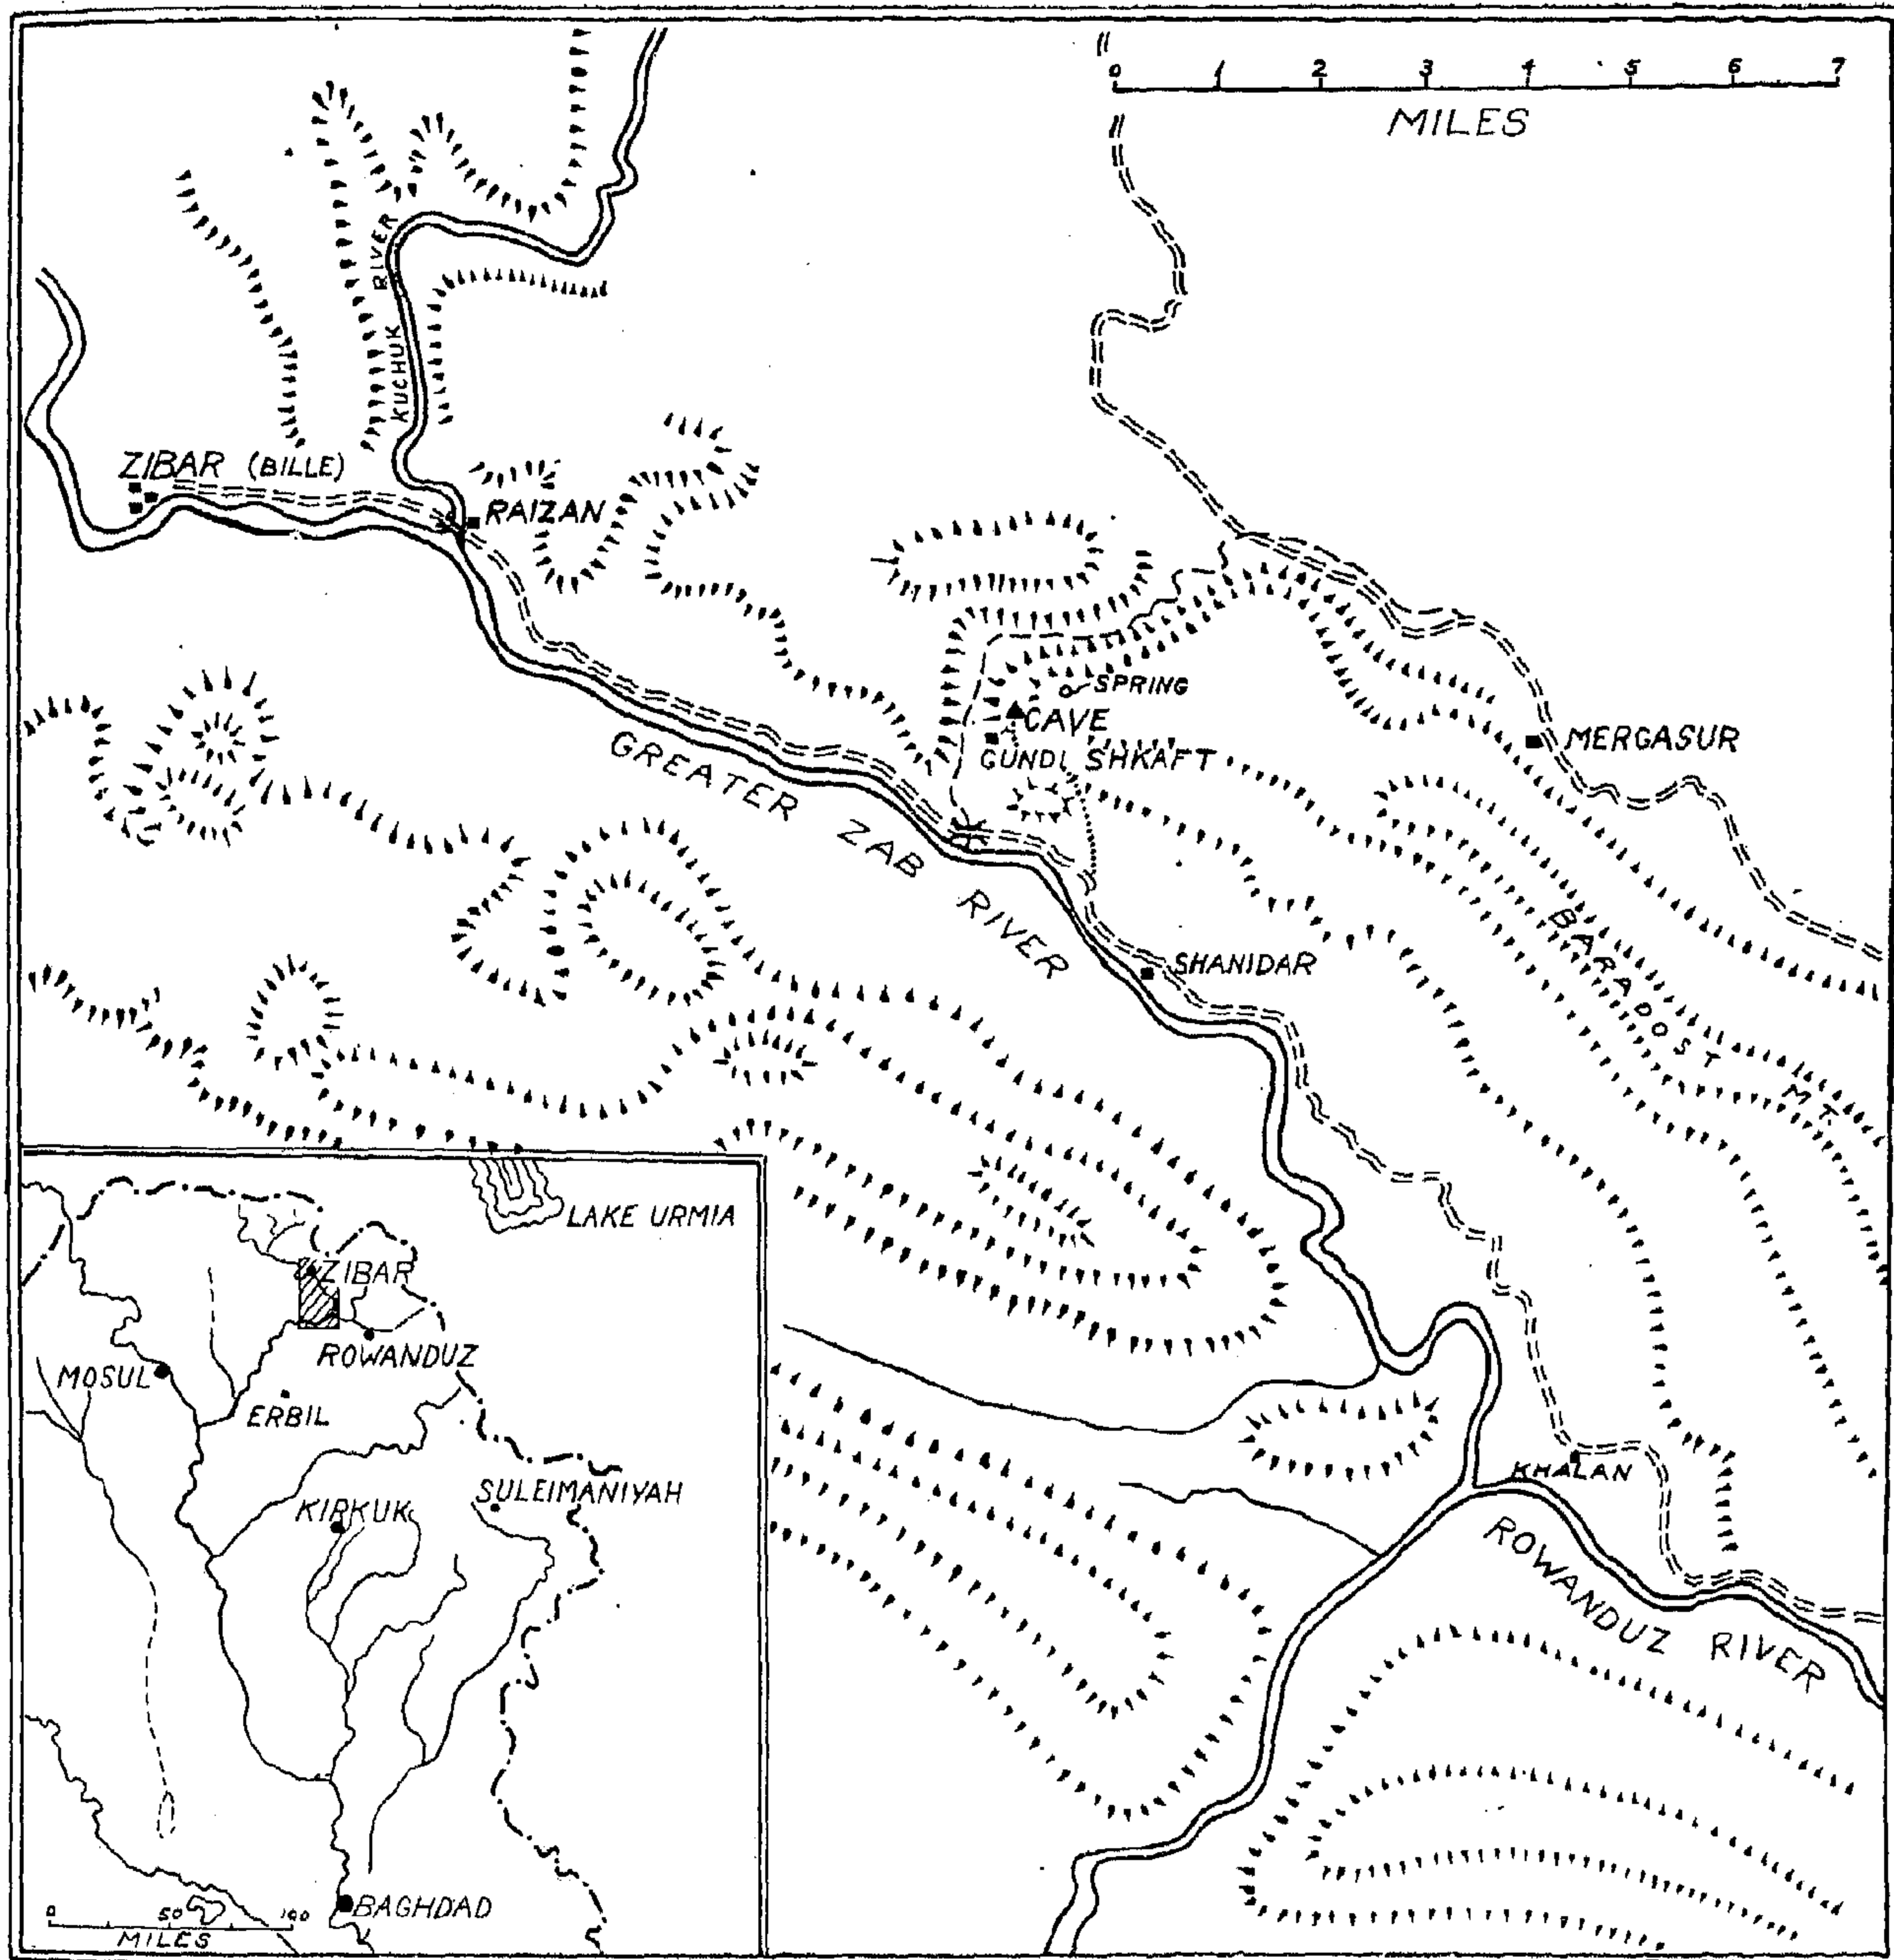 0 1 2 3 4 5 6 7
MILES
KUCHUK RIVER
ZIBAR (BILLE)
RAIZAN
SPRING
CAVE
GUNDI SHKAFT
MERGASUR
GREATER ZAB RIVER
BARADOST MT.
SHANIDAR
KHALAN
ROWANDUZ RIVER
LAKE URMIA
ZIBAR
ROWANDUZ
MOSUL
ERBIL
SULEIMANIYAH
KIRKUK
BAGHDAD
0 50 100
MILES